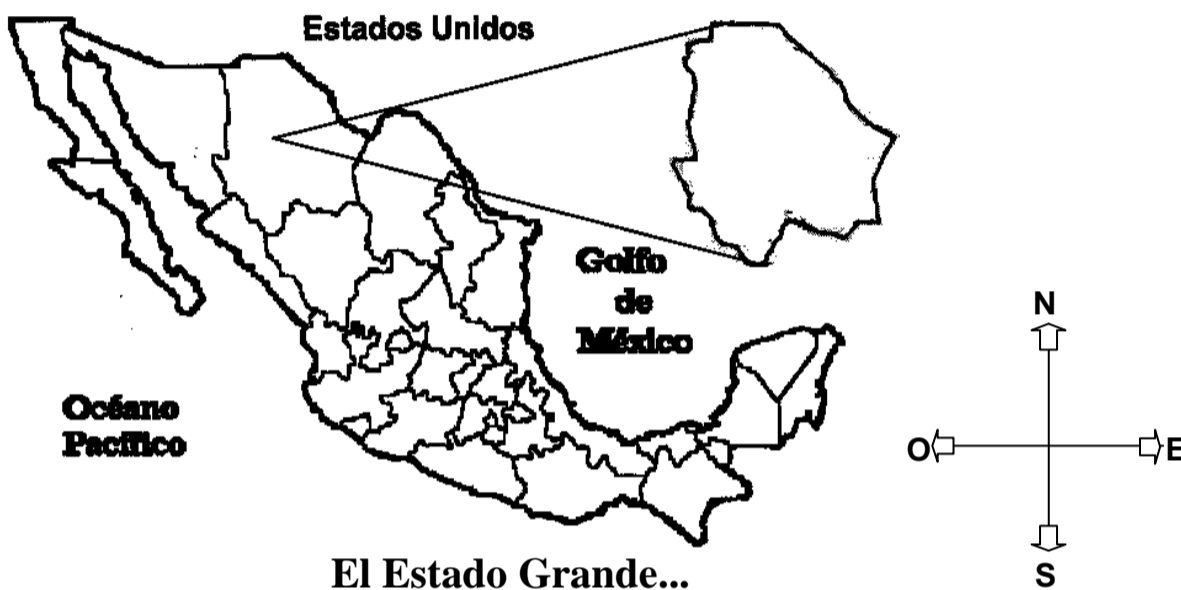 Estados Unidos
Golfo
de
México
Océano
Pacífico
N
O
E
S
El Estado Grande...